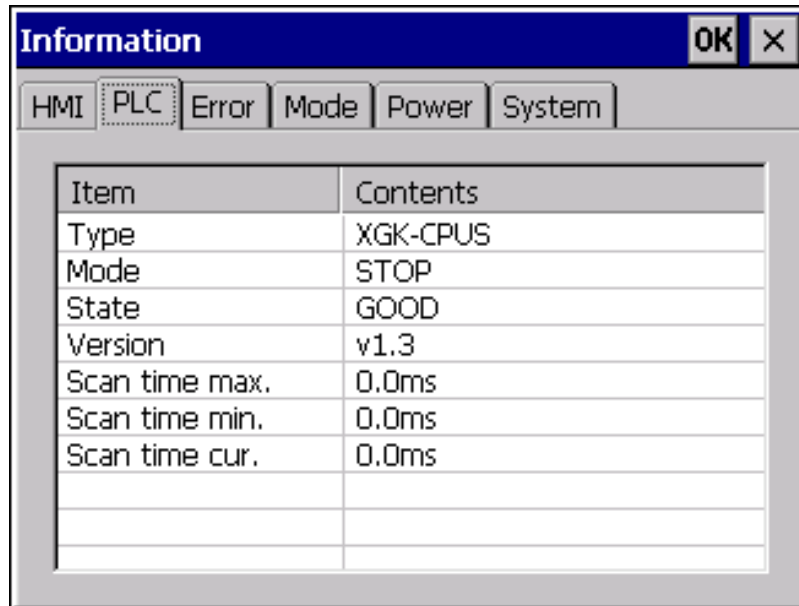 Information OK ×
HMI PLC Error Mode Power System
Item Contents
Type XGK-CPUS
Mode STOP
State GOOD
Version v1.3
Scan time max. 0.0ms
Scan time min. 0.0ms
Scan time cur. 0.0ms